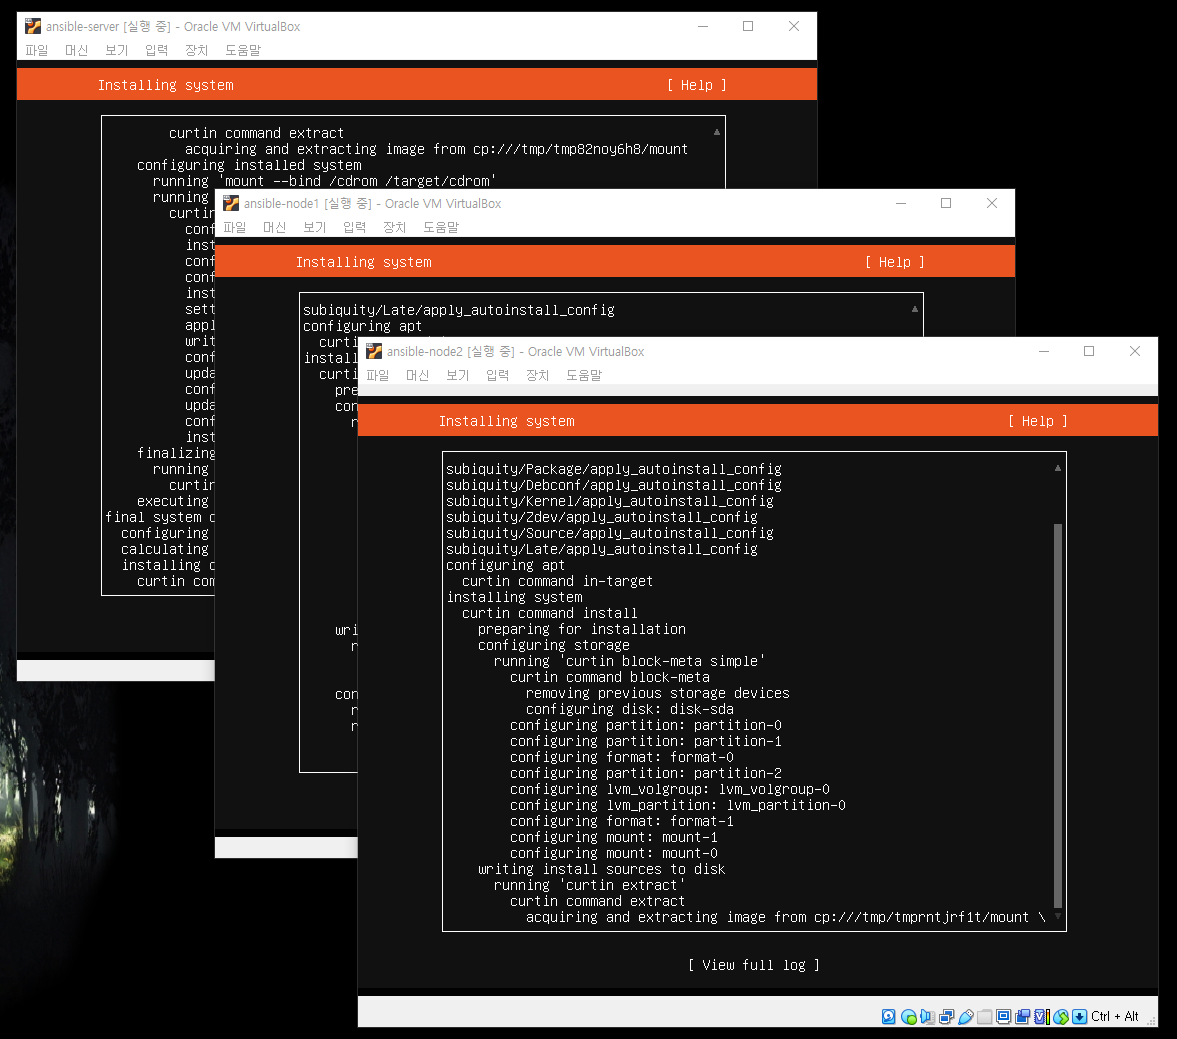 ansible-server [실행 중] - Oracle VM VirtualBox
파일 머신 보기 입력 장치 도움말
Installing system [ Help ]
curtin command extract
acquiring and extracting image from cp:///tmp/tmp82noy6h8/mount
configuring installed system
running 'mount --bind /cdrom /target/cdrom'
running
curtin
conf
inst
conf
conf
inst
sett
appl
writ
conf
upda
conf
upda
conf
inst
finalizing
running
curtin
executing
final system c
configuring
calculating
installing o
curtin com
ansible-node1 [실행 중] - Oracle VM VirtualBox
파일 머신 보기 입력 장치 도움말
Installing system [ Help ]
subiquity/Late/apply_autoinstall_config
configuring apt
curti
install
curti
pre
con
r
wri
r
con
r
r
ansible-node2 [실행 중] - Oracle VM VirtualBox
파일 머신 보기 입력 장치 도움말
Installing system [ Help ]
subiquity/Package/apply_autoinstall_config
subiquity/Debconf/apply_autoinstall_config
subiquity/Kernel/apply_autoinstall_config
subiquity/Zdev/apply_autoinstall_config
subiquity/Source/apply_autoinstall_config
subiquity/Late/apply_autoinstall_config
configuring apt
curtin command in-target
installing system
curtin command install
preparing for installation
configuring storage
running 'curtin block-meta simple'
curtin command block-meta
removing previous storage devices
configuring disk: disk-sda
configuring partition: partition-0
configuring partition: partition-1
configuring format: format-0
configuring partition: partition-2
configuring lvm_volgroup: lvm_volgroup-0
configuring lvm_partition: lvm_partition-0
configuring format: format-1
configuring mount: mount-1
configuring mount: mount-0
writing install sources to disk
running 'curtin extract'
curtin command extract
acquiring and extracting image from cp:///tmp/tmprntjrf1t/mount \
[ View full log ]
Ctrl + Alt